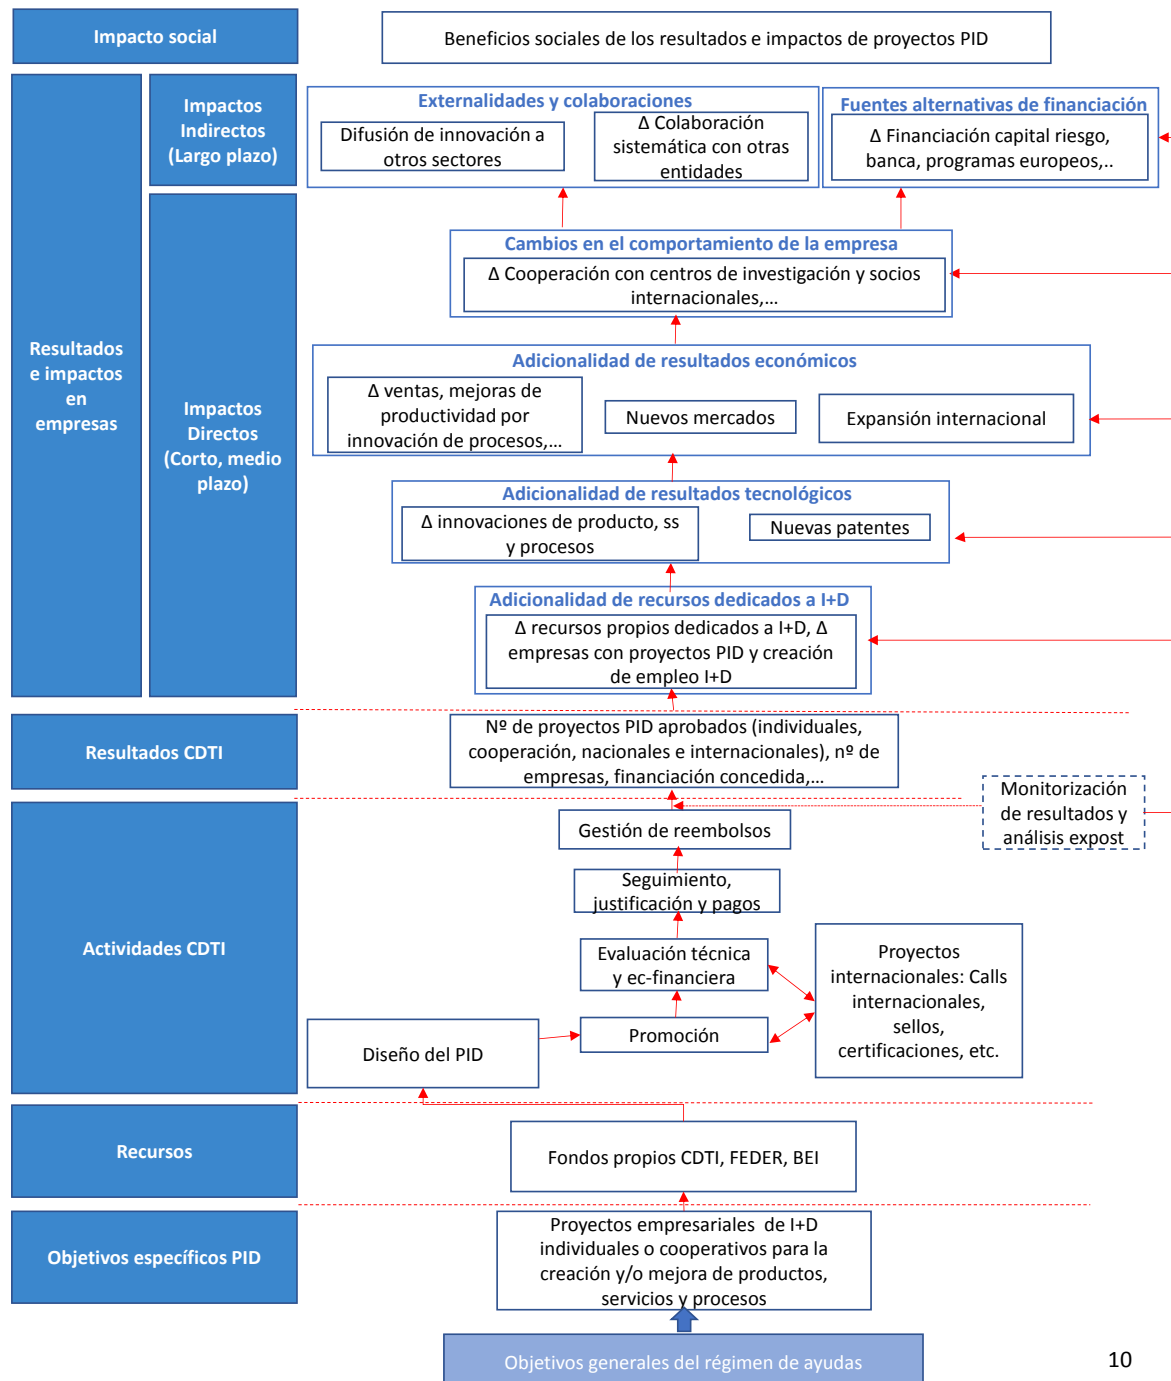 Impacto social
Beneficios sociales de los resultados e impactos de proyectos PID
Resultados
e impactos
en
empresas
Impactos
Indirectos
(Largo plazo)
Externalidades y colaboraciones
Difusión de innovación a
otros sectores
Δ Colaboración
sistemática con otras
entidades
Fuentes alternativas de financiación
Δ Financiación capital riesgo,
banca, programas europeos,..
Impactos
Directos
(Corto, medio
plazo)
Cambios en el comportamiento de la empresa
Δ Cooperación con centros de investigación y socios
internacionales,...
Adicionalidad de resultados económicos
Δ ventas, mejoras de
productividad por
innovación de procesos,...
Nuevos mercados
Expansión internacional
Adicionalidad de resultados tecnológicos
Δ innovaciones de producto, ss
y procesos
Nuevas patentes
Adicionalidad de recursos dedicados a I+D
Δ recursos propios dedicados a I+D, Δ
empresas con proyectos PID y creación
de empleo I+D
Resultados CDTI
Nº de proyectos PID aprobados (individuales,
cooperación, nacionales e internacionales), nº de
empresas, financiación concedida,...
Actividades CDTI
Monitorización
de resultados y
análisis expost
Gestión de reembolsos
Seguimiento,
justificación y pagos
Evaluación técnica
y ec-financiera
Proyectos
internacionales: Calls
internacionales,
sellos,
certificaciones, etc.
Promoción
Diseño del PID
Recursos
Fondos propios CDTI, FEDER, BEI
Objetivos específicos PID
Proyectos empresariales de I+D
individuales o cooperativos para la
creación y/o mejora de productos,
servicios y procesos
Objetivos generales del régimen de ayudas
10